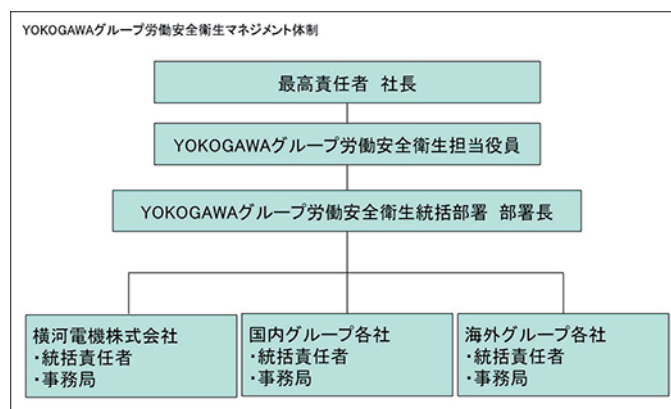 YOKOGAWAグループ労働安全衛生マネジメント体制
最高責任者 社長
YOKOGAWAグループ労働安全衛生担当役員
YOKOGAWAグループ労働安全衛生統括部署 部署長
横河電機株式会社
・統括責任者
・事務局
国内グループ各社
・統括責任者
・事務局
海外グループ各社
・統括責任者
・事務局